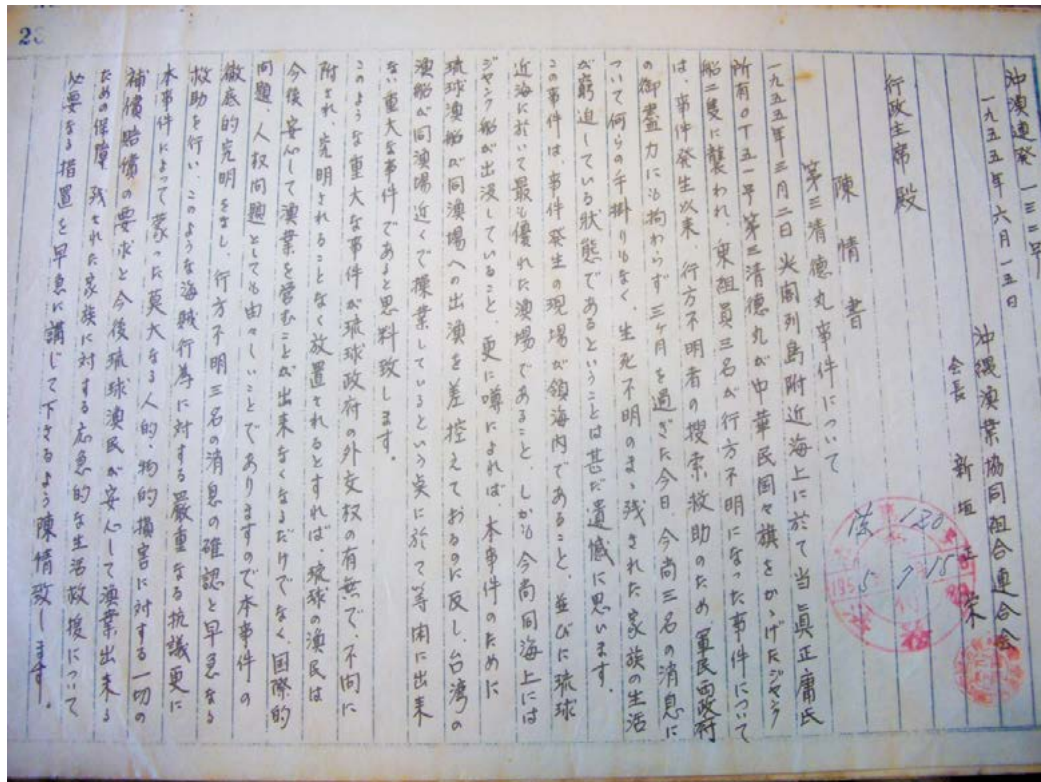 23
沖漁連発 一三二号
一九五五年六月一五日
沖縄漁業協同組合連合会
会長 新垣 栄
行政主席殿
陳情書
第三清徳丸事件について
一九五五年三月二日 尖閣列島附近海上に於て当真正庸氏
所有OT五一号第三清徳丸が中華民国々旗をかゝげたジャンク
船二隻に襲われ、乗組員三名が行方不明になった事件について
は、事件発生以来、行方不明者の捜索救助のため、軍民両政府
の御盡力にも拘わらず三ヶ月を過ぎた今日、今尚三名の消息に
ついて何らの手掛りもなく、生死不明のまゝ残された家族の生活
が窮迫している状態であるということは甚だ遺憾に思います。
この事件は、事件発生の現場が領海内であること、並びに琉球
近海に於いて最も優れた漁場であること、しかも今尚同海上には
ジャンク船が出没していること、更に噂によれば、本事件のために
琉球漁船が同漁場への出漁を差控えておるのに反し、台湾の
漁船が同漁場近くで操業しているという点に於て等閑に出来
ない重大な事件であると思料致します。
このような重大な事件が琉球政府の外交権の有無で、不問に
附され、究明されることなく放置されるとすれば、琉球の漁民は
今後安心して漁業を営むことが出来なくなるだけでなく、国際的
問題、人权問題としても由々しいことでありますので本事件の
徹底的究明をなし、行方不明三名の消息の確認と早急なる
救助を行い、このような海賊行為に対する厳重なる抗議更に
本事件によって蒙った莫大なる人的、物的損害に対する一切の
補償賠償の要求と今後琉球漁民が安心して漁業出来る
ための保障、残された家族に対する応急的な生活救援について
必要なる措置を早急に講じて下さるよう陳情致します。
120
5 7 15